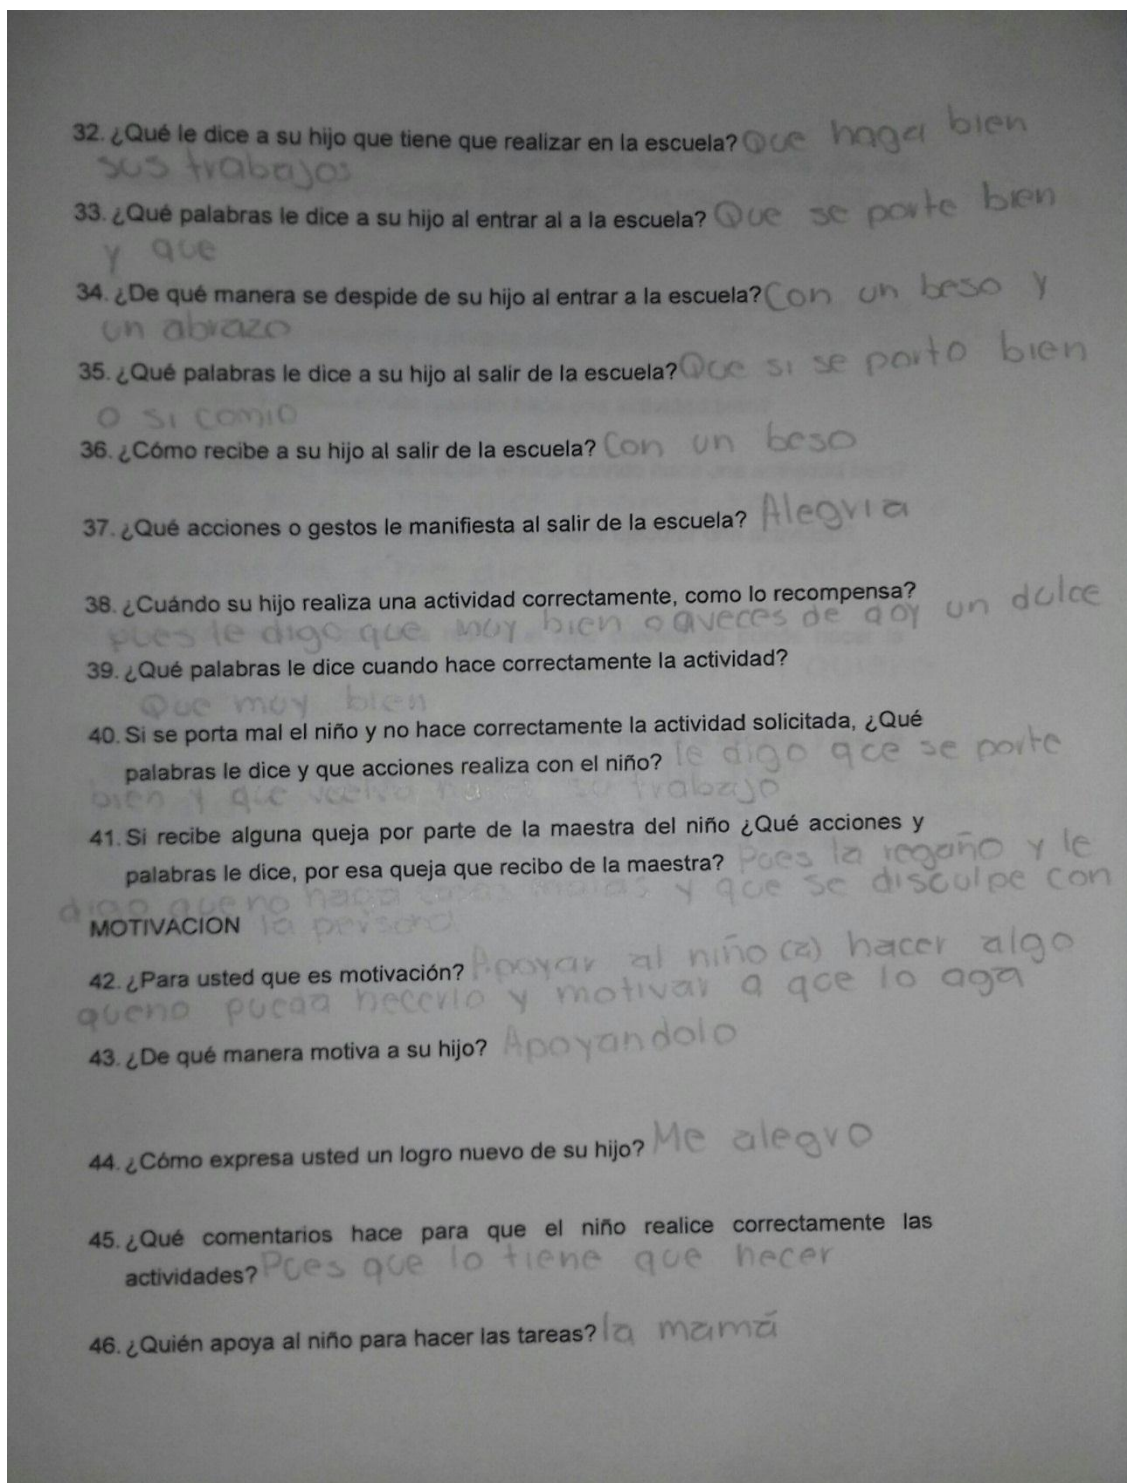 32. ¿Qué le dice a su hijo que tiene que realizar en la escuela? Que haga bien
sus trabajos
33. ¿Qué palabras le dice a su hijo al entrar al a la escuela? Que se porte bien
y que
34. ¿De qué manera se despide de su hijo al entrar a la escuela? Con un beso y
un abrazo
35. ¿Qué palabras le dice a su hijo al salir de la escuela? Que si se porto bien
o si comio
36. ¿Cómo recibe a su hijo al salir de la escuela? Con un beso
37. ¿Qué acciones o gestos le manifiesta al salir de la escuela? Alegria
38. ¿Cuándo su hijo realiza una actividad correctamente, como lo recompensa?
pues le digo que muy bien o aveces de doy un dulce
39. ¿Qué palabras le dice cuando hace correctamente la actividad?
Que muy bien
40. Si se porta mal el niño y no hace correctamente la actividad solicitada, ¿Qué
palabras le dice y que acciones realiza con el niño? le digo que se porte
bien y que vuelva su trabajo
41. Si recibe alguna queja por parte de la maestra del niño ¿Qué acciones y
palabras le dice, por esa queja que recibo de la maestra? Pues la regaño y le
digo que no haga cosas malas y que se disculpe con
MOTIVACION la persona
42. ¿Para usted que es motivación? Apoyar al niño (a) hacer algo
queno pueda hecerlo y motivar a que lo aga
43. ¿De qué manera motiva a su hijo? Apoyandolo
44. ¿Cómo expresa usted un logro nuevo de su hijo? Me alegro
45. ¿Qué comentarios hace para que el niño realice correctamente las
actividades? Pues que lo tiene que hecer
46. ¿Quién apoya al niño para hacer las tareas? la mamá